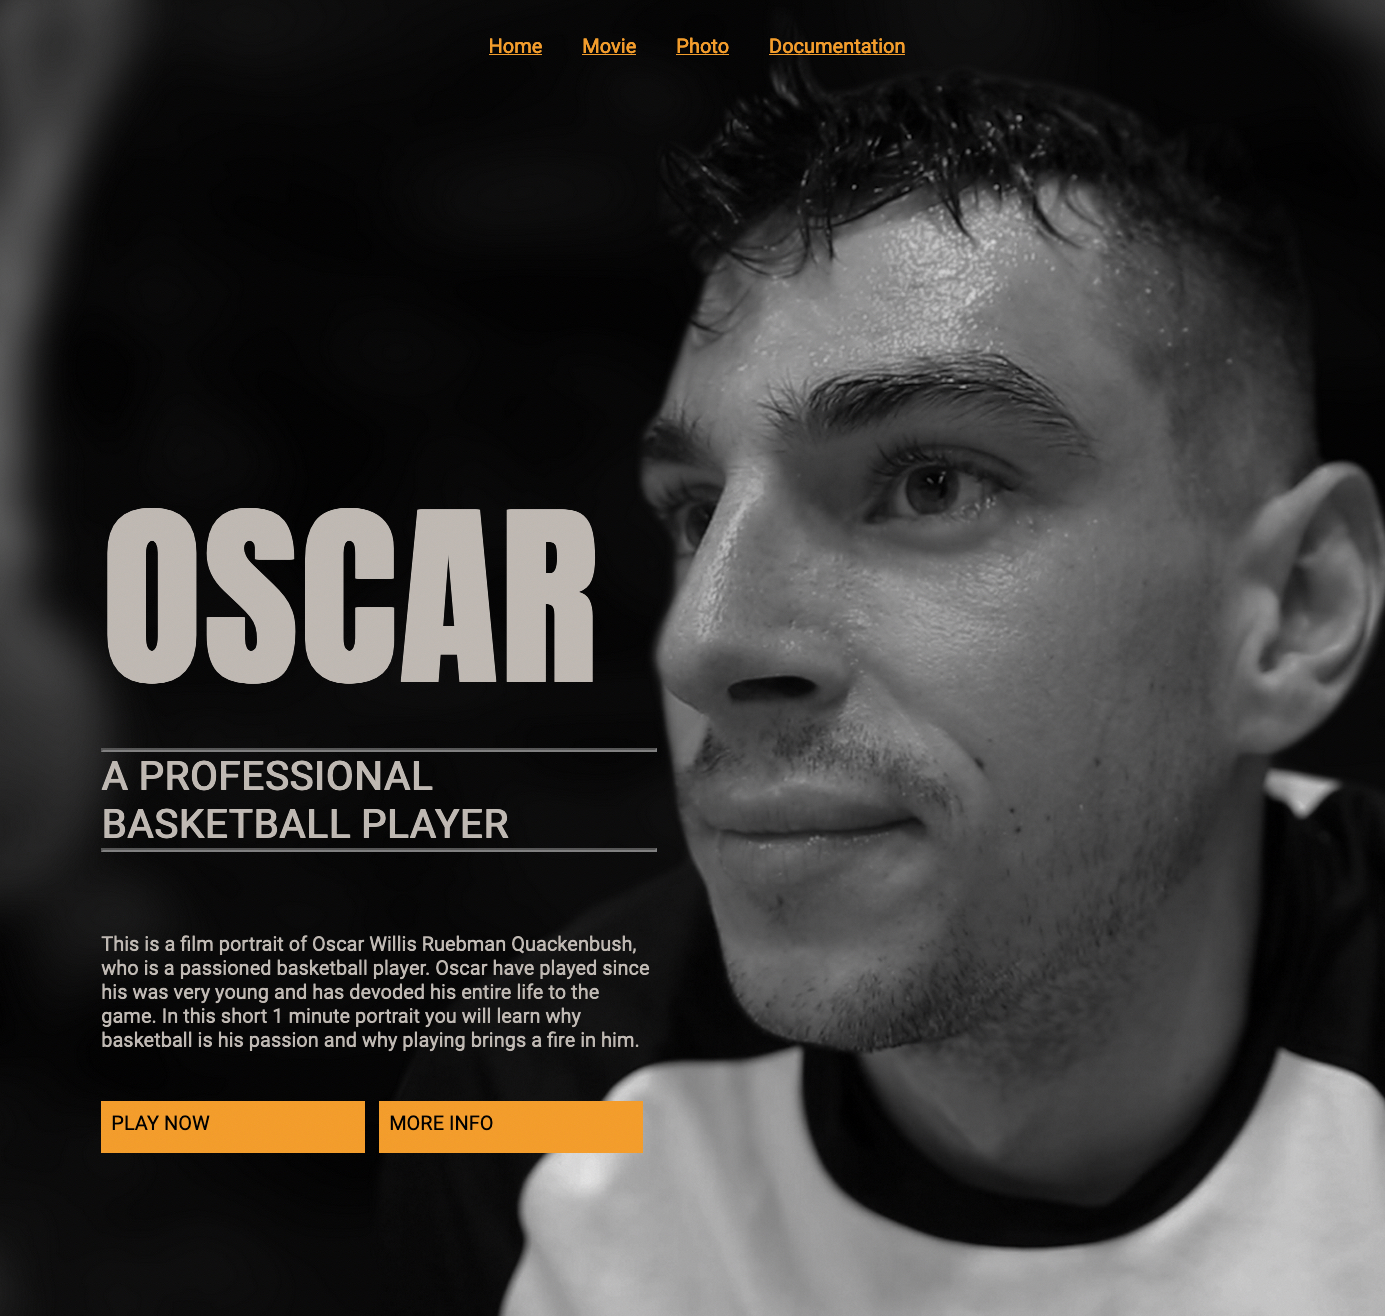 Home Movie Photo Documentation
OSCAR
A PROFESSIONAL
BASKETBALL PLAYER
This is a film portrait of Oscar Willis Ruebman Quackenbush,
who is a passioned basketball player. Oscar have played since
his was very young and has devoded his entire life to the
game. In this short 1 minute portrait you will learn why
basketball is his passion and why playing brings a fire in him.
PLAY NOW MORE INFO